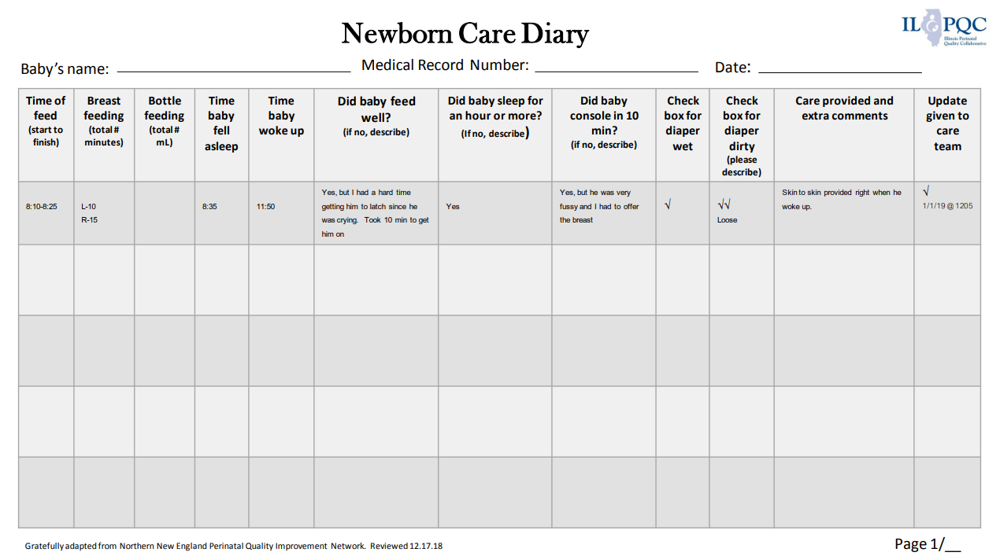 Newborn Care Diary
IL PQC
Illinois Perinatal
Quality Collaborative
Baby's name: Medical Record Number: Date:
Time of
feed
(start to
finish)
Breast
feeding
(total #
minutes)
Bottle
feeding
(total #
mL)
Time
baby
fell
asleep
Time
baby
woke up
Did baby feed
well?
(if no, describe)
Did baby sleep for
an hour or more?
(If no, describe)
Did baby
console in 10
min?
(if no, describe)
Check
box for
diaper
wet
Check
box for
diaper
dirty
(please
describe)
Care provided and
extra comments
Update
given to
care
team
8:10-8:25
L-10
R-15
8:35
11:50
Yes, but I had a hard time
getting him to latch since he
was crying. Took 10 min to get
him on
Yes
Yes, but he was very
fussy and I had to offer
the breast
√
√√
Loose
Skin to skin provided right when he
woke up.
√
1/1/19 @ 1205
Gratefully adapted from Northern New England Perinatal Quality Improvement Network. Reviewed 12.17.18
Page 1/__